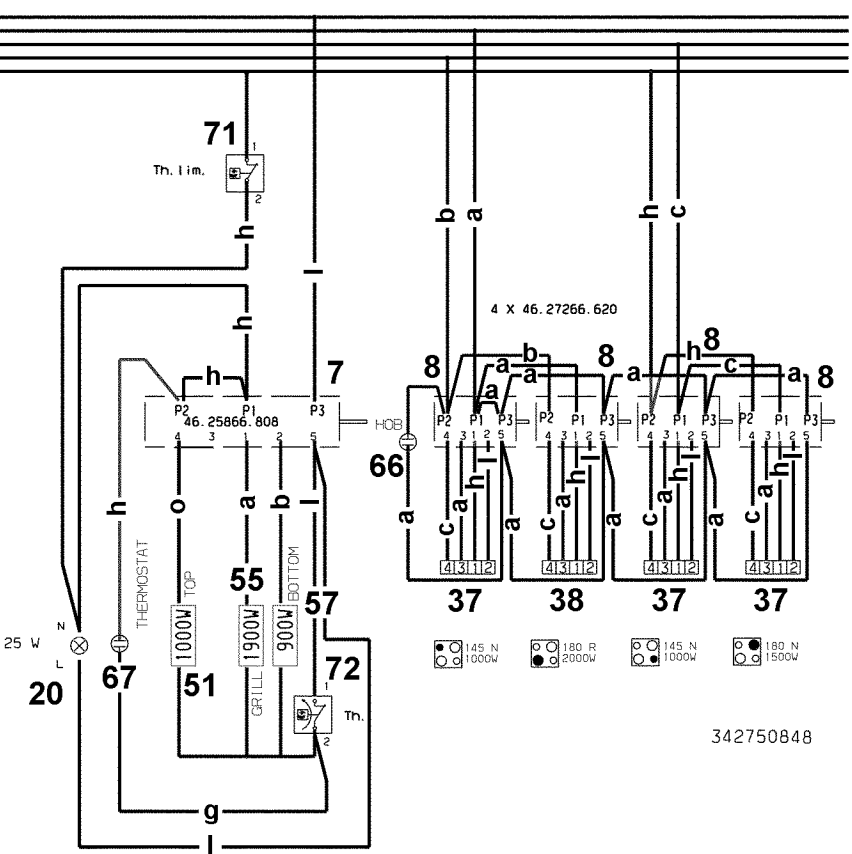 71
1
Th. lim.
2
h
l
b
a
h
c
h
4 X 46.27266.620
h
7
8
b
a
a
a
8
a
h
8
c
a
8
P2 P1 P3
46.25866.808
4 3 1 2 5
HOB
66
P2 P1 P3
4 3 1 2 5
P2 P1 P3
4 3 1 2 5
P2 P1 P3
4 3 1 2 5
P2 P1 P3
4 3 1 2 5
h
o
a
b
l
a
c a h l
a
c a h l
a
c a h l
a
c a h l
4 3 1 2
4 3 1 2
4 3 1 2
4 3 1 2
37
38
37
37
THERMOSTAT
TOP
55
BOTTOM
57
1000W
1900W
900W
N
25 W
L
20
67
51
GRILL
72
1
Th.
2
145 N
1000W
180 R
2000W
145 N
1000W
180 N
1500W
342750848
g
l